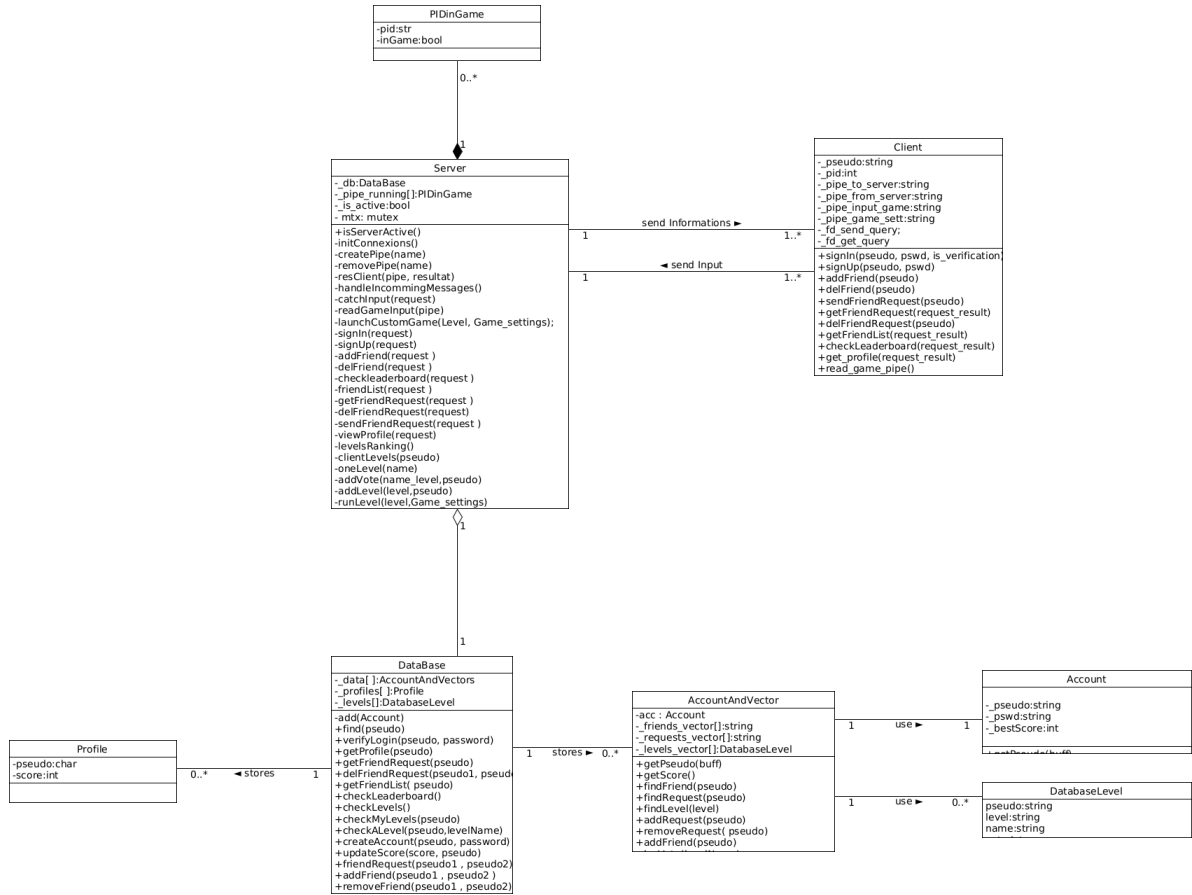 PIDinGame
-pid:str
-inGame:bool
0..*
1
Server
-_db:DataBase
-_pipe_running[]:PIDinGame
-_is_active:bool
- mtx: mutex
+isServerActive()
-initConnexions()
-createPipe(name)
-removePipe(name)
-resClient(pipe, resultat)
-handleIncommingMessages()
-catchInput(request)
-readGameInput(pipe)
-launchCustomGame(Level, Game_settings);
-signIn(request)
-signUp(request)
-addFriend(request )
-delFriend(request )
-checkleaderboard(request )
-friendList(request )
-getFriendRequest(request )
-delFriendRequest(request)
-sendFriendRequest(request )
-viewProfile(request)
-levelsRanking()
-clientLevels(pseudo)
-oneLevel(name)
-addVote(name_level,pseudo)
-addLevel(level,pseudo)
-runLevel(level,Game_settings)
send Informations ►
1
1..*
◄ send Input
1
1..*
Client
-_pseudo:string
-_pid:int
-_pipe_to_server:string
-_pipe_from_server:string
-_pipe_input_game:string
-_pipe_game_sett:string
-_fd_send_query;
-_fd_get_query
+signIn(pseudo, pswd, is_verification)
+signUp(pseudo, pswd)
+addFriend(pseudo)
+delFriend(pseudo)
+sendFriendRequest(pseudo)
+getFriendRequest(request_result)
+delFriendRequest(pseudo)
+getFriendList(request_result)
+checkLeaderboard(request_result)
+get_profile(request_result)
+read_game_pipe()
1
1
DataBase
-_data[ ]:AccountAndVectors
-_profiles[ ]:Profile
-_levels[]:DatabaseLevel
-add(Account)
+find(pseudo)
+verifyLogin(pseudo, password)
+getProfile(pseudo)
+getFriendRequest(pseudo)
+delFriendRequest(pseudo1, pseudo
+getFriendList( pseudo)
+checkLeaderboard()
+checkLevels()
+checkMyLevels(pseudo)
+checkALevel(pseudo,levelName)
+createAccount(pseudo, password)
+updateScore(score, pseudo)
+friendRequest(pseudo1 , pseudo2)
+addFriend(pseudo1 , pseudo2 )
+removeFriend(pseudo1 , pseudo2)
Profile
-pseudo:char
-score:int
0..*
◄ stores
1
1
stores ►
0..*
AccountAndVector
-acc : Account
-_friends_vector[]:string
-_requests_vector[]:string
-_levels_vector[]:DatabaseLevel
+getPseudo(buff)
+getScore()
+findFriend(pseudo)
+findRequest(pseudo)
+findLevel(level)
+addRequest(pseudo)
+removeRequest( pseudo)
+addFriend(pseudo)
1
use ►
1
1
use ►
0..*
Account
-_pseudo:string
-_pswd:string
-_bestScore:int
+getPseudo(buff)
DatabaseLevel
pseudo:string
level:string
name:string